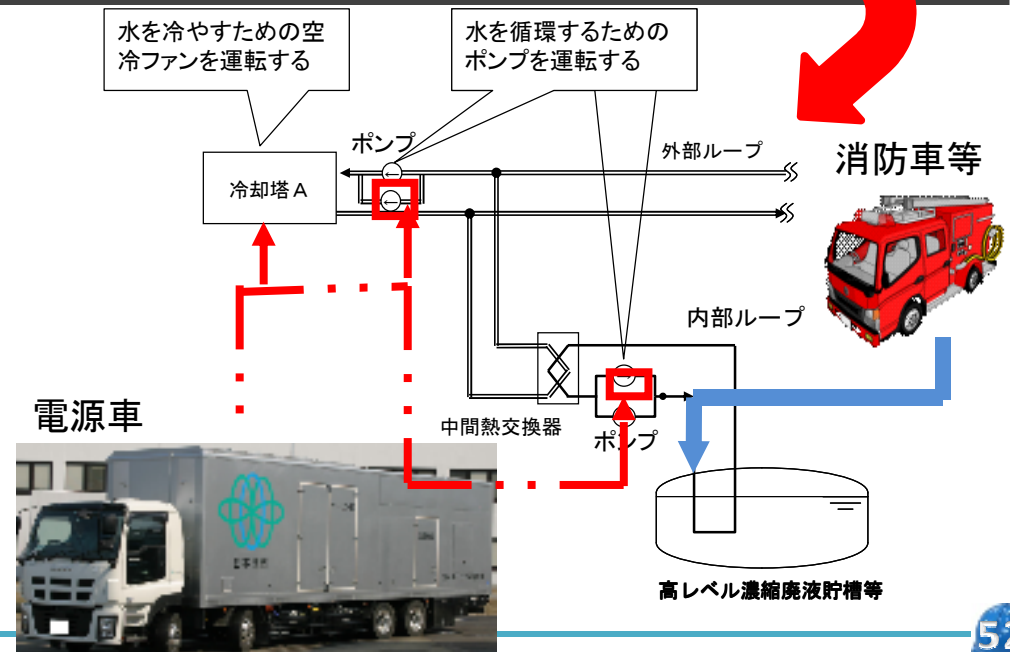 水を冷やすための空
冷ファンを運転する
水を循環するための
ポンプを運転する
ポンプ
外部ループ
消防車等
冷却塔A
内部ループ
電源車
中間熱交換器
ポンプ
高レベル濃縮廃液貯槽等
52